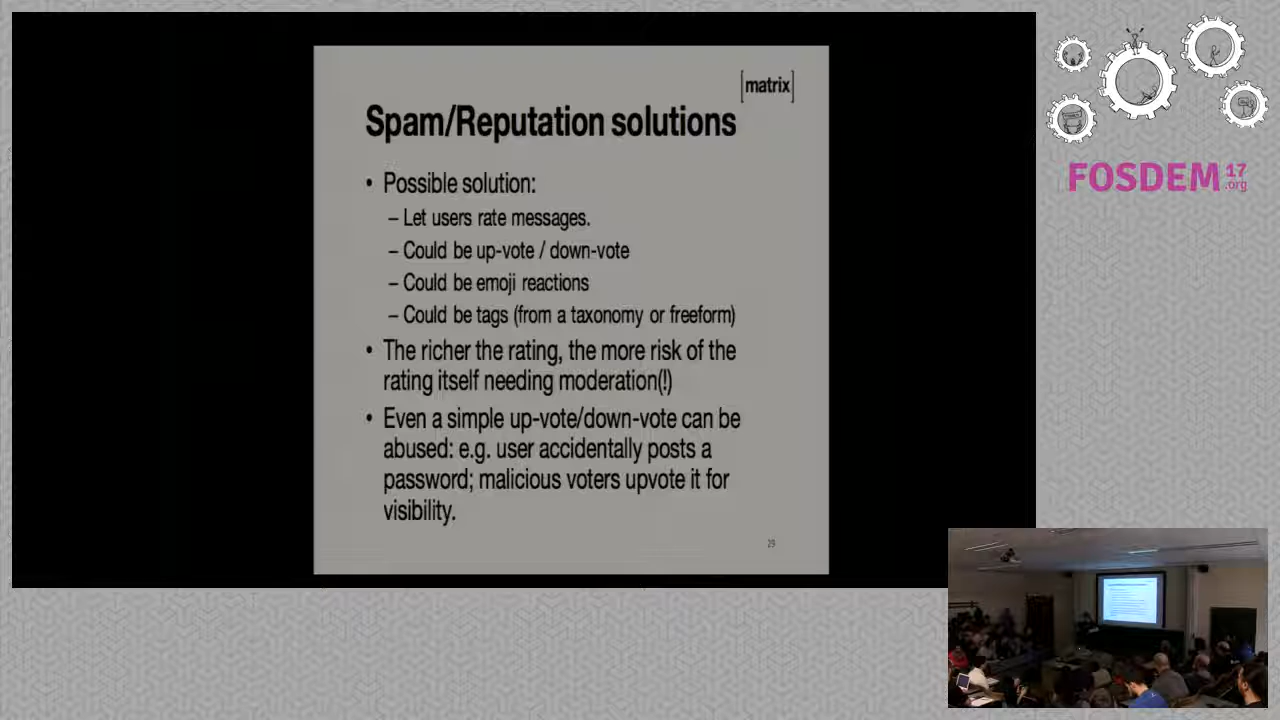 [matrix]
Spam/Reputation solutions
• Possible solution:
– Let users rate messages.
– Could be up-vote / down-vote
– Could be emoji reactions
– Could be tags (from a taxonomy or freeform)
• The richer the rating, the more risk of the
rating itself needing moderation(!)
• Even a simple up-vote/down-vote can be
abused: e.g. user accidentally posts a
password; malicious voters upvote it for
visibility.
29
FOSDEM 17
.org